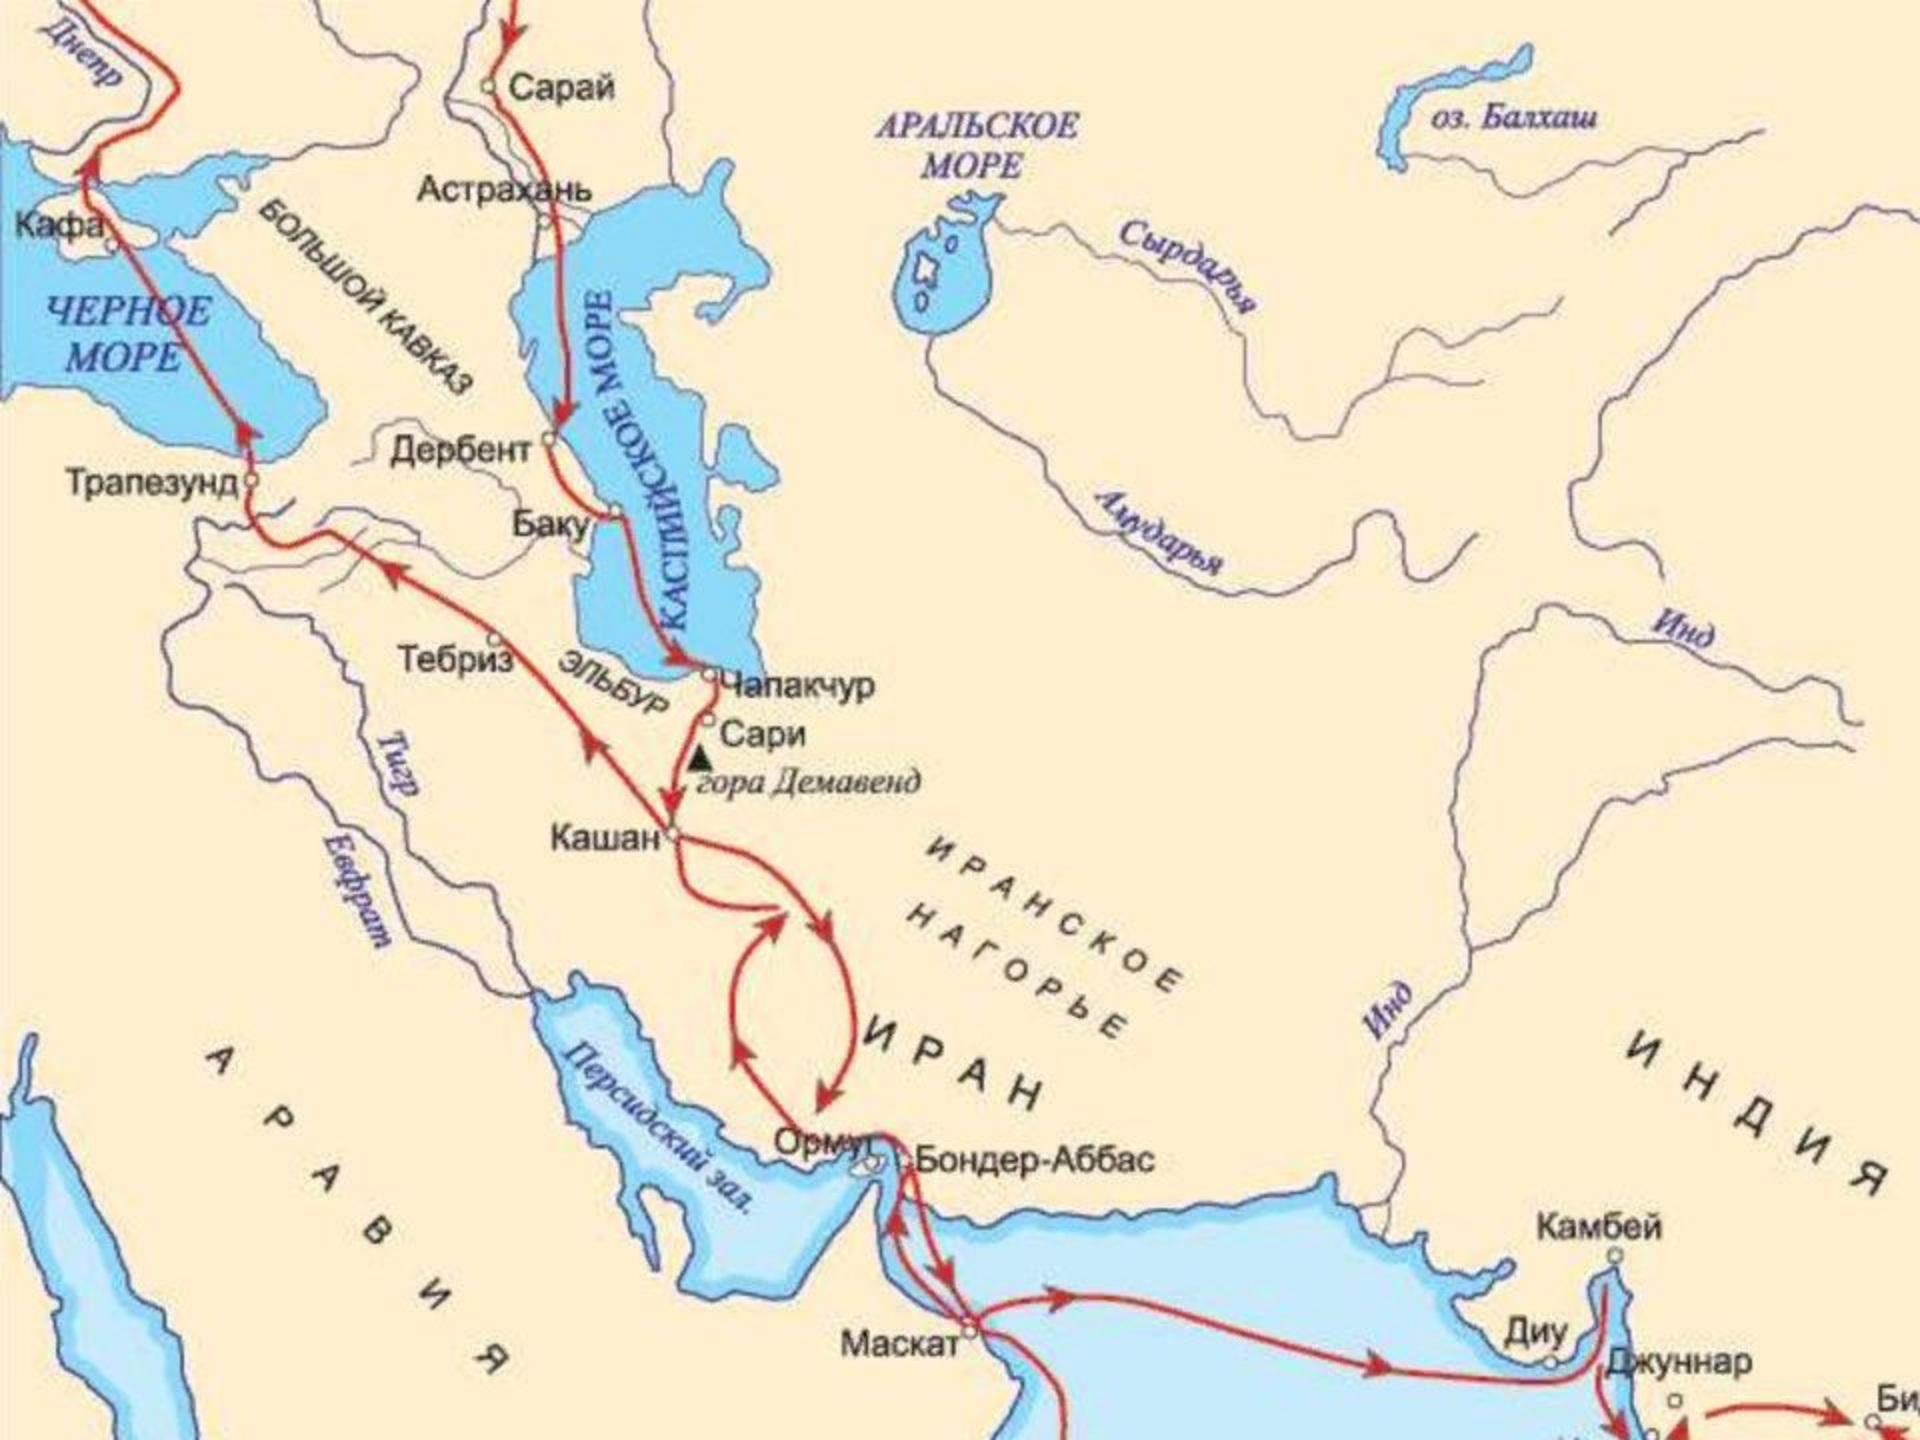 Днепр
Сарай
АРАЛЬСКОЕ
МОРЕ
оз. Балхаш
Астрахань
Кафа
БОЛЬШОЙ КАВКАЗ
Сырдарья
ЧЕРНОЕ
МОРЕ
КАСПИЙСКОЕ МОРЕ
Дербент
Трапезунд
Баку
Амударья
Инд
Тебриз
ЭЛЬБУР
Чапакчур
Сари
гора Демавенд
Тигр
Кашан
Евфрат
ИРАНСКОЕ
НАГОРЬЕ
Инд
ИРАН
ИНДИЯ
АРАВИЯ
Персидский зал.
Ормуг
Бондер-Аббас
Камбей
Маскат
Диу
Джуннар
Би